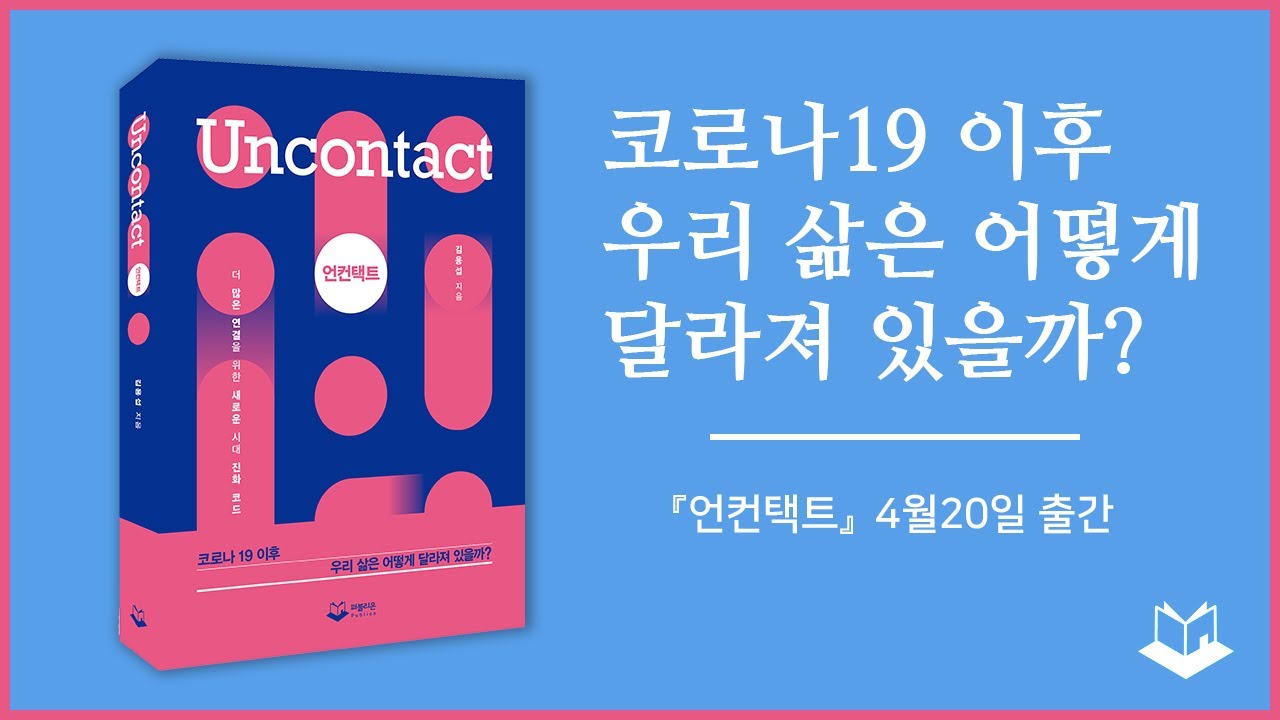 Uncontact
언컨택트
김용섭 지음
Uncontact
언컨택트
김용섭 지음
더 많은 연결을 위한 새로운 시대 진화 코드
코로나 19 이후
우리 삶은 어떻게 달라져 있을까?
퍼블리온
Publion
코로나19 이후
우리 삶은 어떻게
달라져 있을까?
『언컨택트』 4월20일 출간